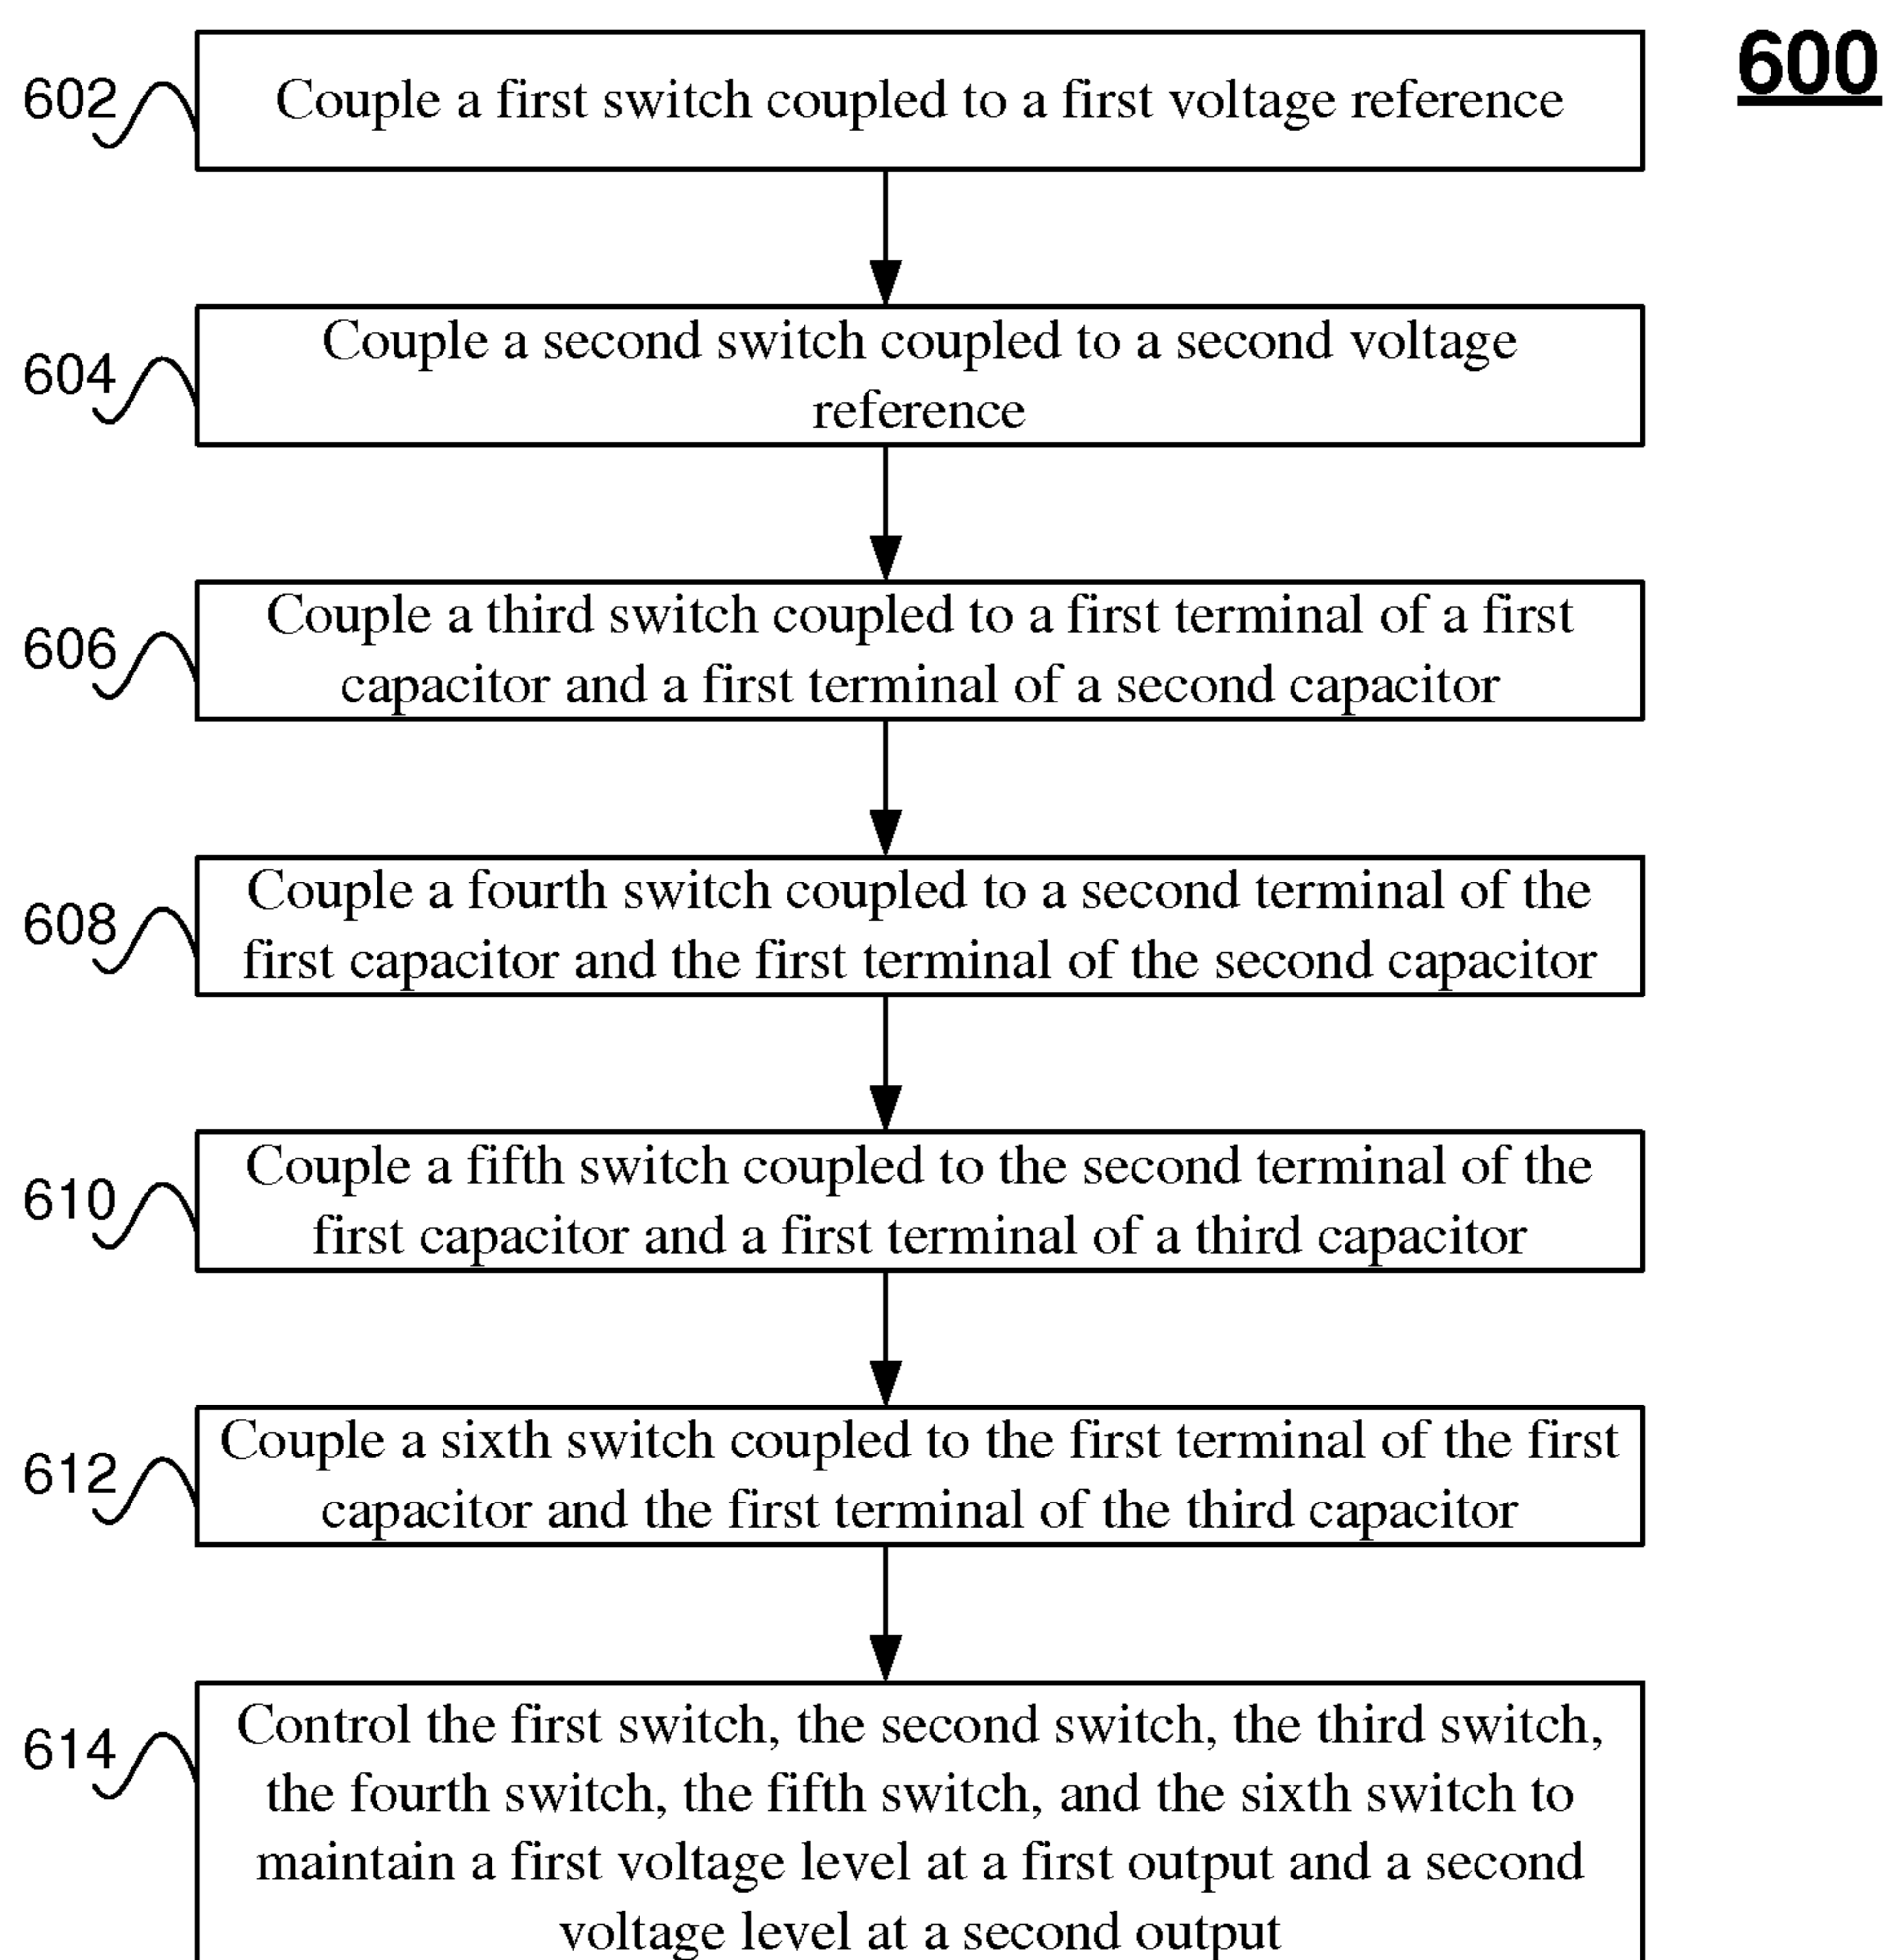 600
602
Couple a first switch coupled to a first voltage reference
604
Couple a second switch coupled to a second voltage
reference
606
Couple a third switch coupled to a first terminal of a first
capacitor and a first terminal of a second capacitor
608
Couple a fourth switch coupled to a second terminal of the
first capacitor and the first terminal of the second capacitor
610
Couple a fifth switch coupled to the second terminal of the
first capacitor and a first terminal of a third capacitor
612
Couple a sixth switch coupled to the first terminal of the first
capacitor and the first terminal of the third capacitor
614
Control the first switch, the second switch, the third switch,
the fourth switch, the fifth switch, and the sixth switch to
maintain a first voltage level at a first output and a second
voltage level at a second output